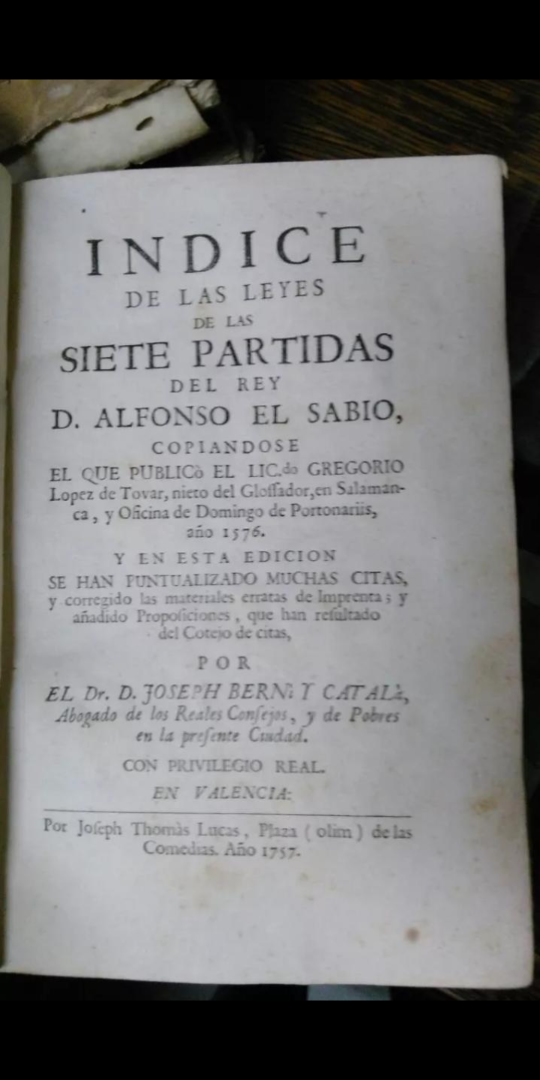 INDICE
DE LAS LEYES
DE LAS
SIETE PARTIDAS
DEL REY
D. ALFONSO EL SABIO,
COPIANDOSE
EL QUE PUBLICò EL LIC.do GREGORIO
Lopez de Tovar, nieto del Gloſſador, en Salaman-
ca, y Oficina de Domingo de Portonariis,
año 1576.
Y EN ESTA EDICION
SE HAN PUNTUALIZADO MUCHAS CITAS,
y corregido las materiales erratas de Imprenta; y
añadido Propoſiciones, que han reſultado
del Cotejo de citas,
POR
EL Dr. D. JOSEPH BERNì Y CATALà,
Abogado de los Reales Conſejos, y de Pobres
en la preſente Ciudad.
CON PRIVILEGIO REAL.
EN VALENCIA:
Por Joſeph Thomàs Lucas, Plaza (olim) de las
Comedias. Año 1757.